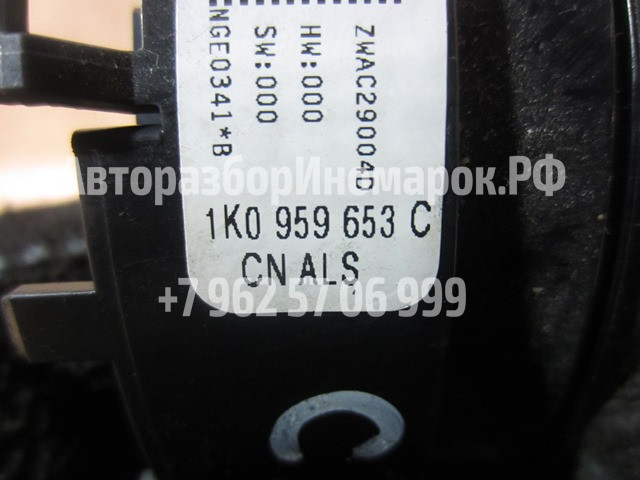 NGE0341*B
SW:000
HW:000
ZWAC29004D
АвторазборИномарок.РФ
1K0 959 653 C
CN ALS
+7 962 57 06 999
C